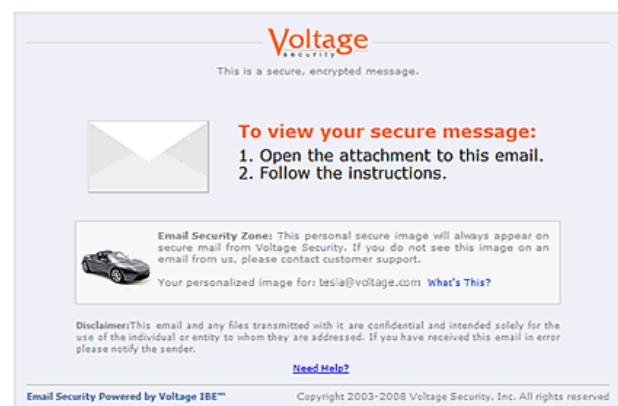 Voltage
security
This is a secure, encrypted message.
To view your secure message:
1. Open the attachment to this email.
2. Follow the instructions.
Email Security Zone: This personal secure image will always appear on
secure mail from Voltage Security. If you do not see this image on an
email from us, please contact customer support.
Your personalized image for: tesla@voltage.com What's This?
Disclaimer:This email and any files transmitted with it are confidential and intended solely for the
use of the individual or entity to whom they are addressed. If you have received this email in error
please notify the sender.
Need Help?
Email Security Powered by Voltage IBE™ Copyright 2003-2008 Voltage Security, Inc. All rights reserved